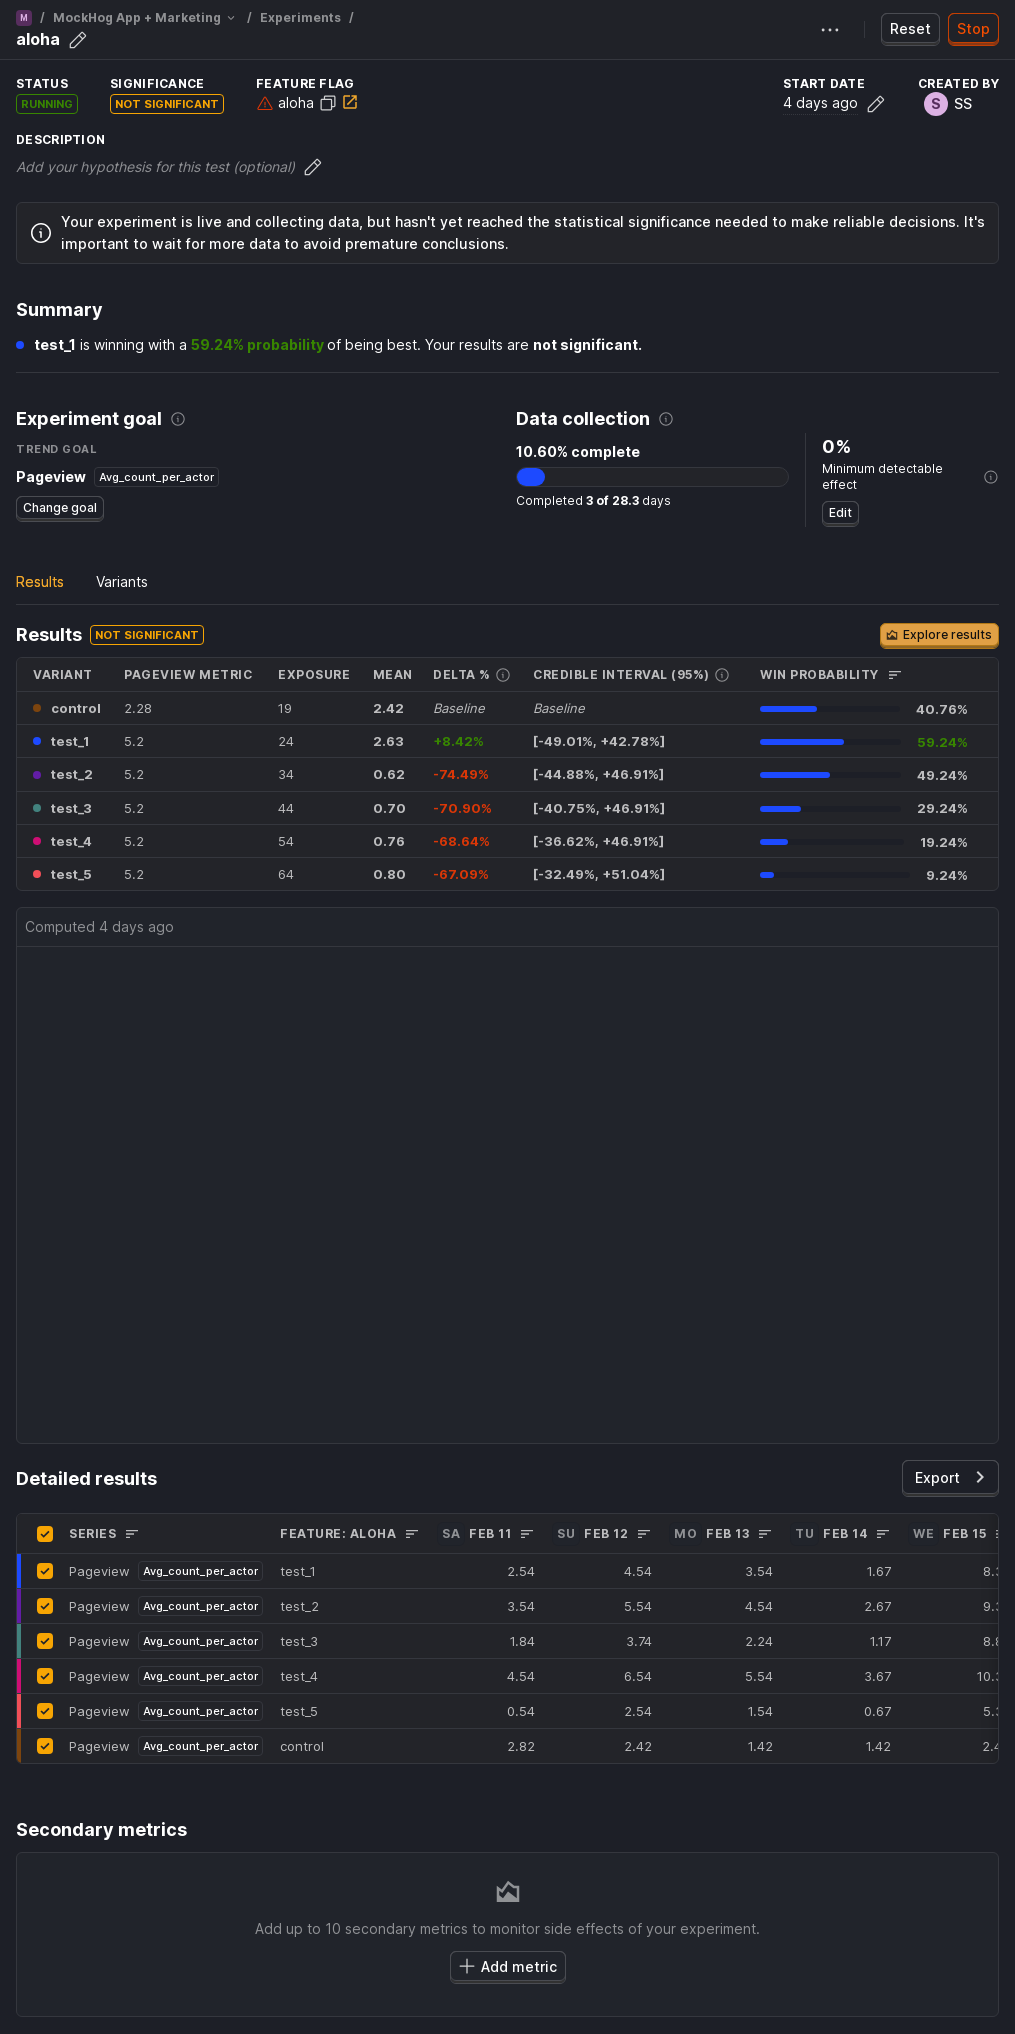 M / MockHog App + Marketing / Experiments /
aloha
Reset Stop
STATUS SIGNIFICANCE FEATURE FLAG START DATE CREATED BY
RUNNING NOT SIGNIFICANT aloha 4 days ago S SS
DESCRIPTION
Add your hypothesis for this test (optional)
Your experiment is live and collecting data, but hasn't yet reached the statistical significance needed to make reliable decisions. It's
important to wait for more data to avoid premature conclusions.
Summary
test_1 is winning with a 59.24% probability of being best. Your results are not significant.
Experiment goal
TREND GOAL
Pageview Avg_count_per_actor
Change goal
Data collection
10.60% complete
Completed 3 of 28.3 days
0%
Minimum detectable
effect
Edit
Results Variants
Results NOT SIGNIFICANT Explore results
VARIANT PAGEVIEW METRIC EXPOSURE MEAN DELTA % CREDIBLE INTERVAL (95%) WIN PROBABILITY
control 2.28 19 2.42 Baseline Baseline 40.76%
test_1 5.2 24 2.63 +8.42% [-49.01%, +42.78%] 59.24%
test_2 5.2 34 0.62 -74.49% [-44.88%, +46.91%] 49.24%
test_3 5.2 44 0.70 -70.90% [-40.75%, +46.91%] 29.24%
test_4 5.2 54 0.76 -68.64% [-36.62%, +46.91%] 19.24%
test_5 5.2 64 0.80 -67.09% [-32.49%, +51.04%] 9.24%
Computed 4 days ago
Detailed results Export
SERIES FEATURE: ALOHA SA FEB 11 SU FEB 12 MO FEB 13 TU FEB 14 WE FEB 15
Pageview Avg_count_per_actor test_1 2.54 4.54 3.54 1.67 8.3
Pageview Avg_count_per_actor test_2 3.54 5.54 4.54 2.67 9.3
Pageview Avg_count_per_actor test_3 1.84 3.74 2.24 1.17 8.8
Pageview Avg_count_per_actor test_4 4.54 6.54 5.54 3.67 10.3
Pageview Avg_count_per_actor test_5 0.54 2.54 1.54 0.67 5.3
Pageview Avg_count_per_actor control 2.82 2.42 1.42 1.42 2.4
Secondary metrics
Add up to 10 secondary metrics to monitor side effects of your experiment.
Add metric